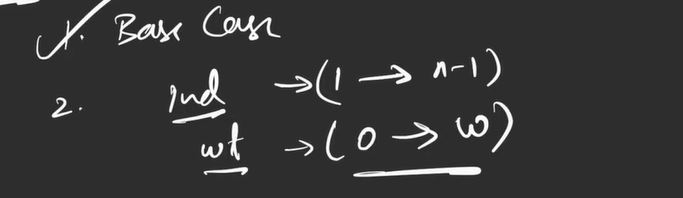 1. Base Case
2. Ind → (1 → n-1)
wt → (0 → W)